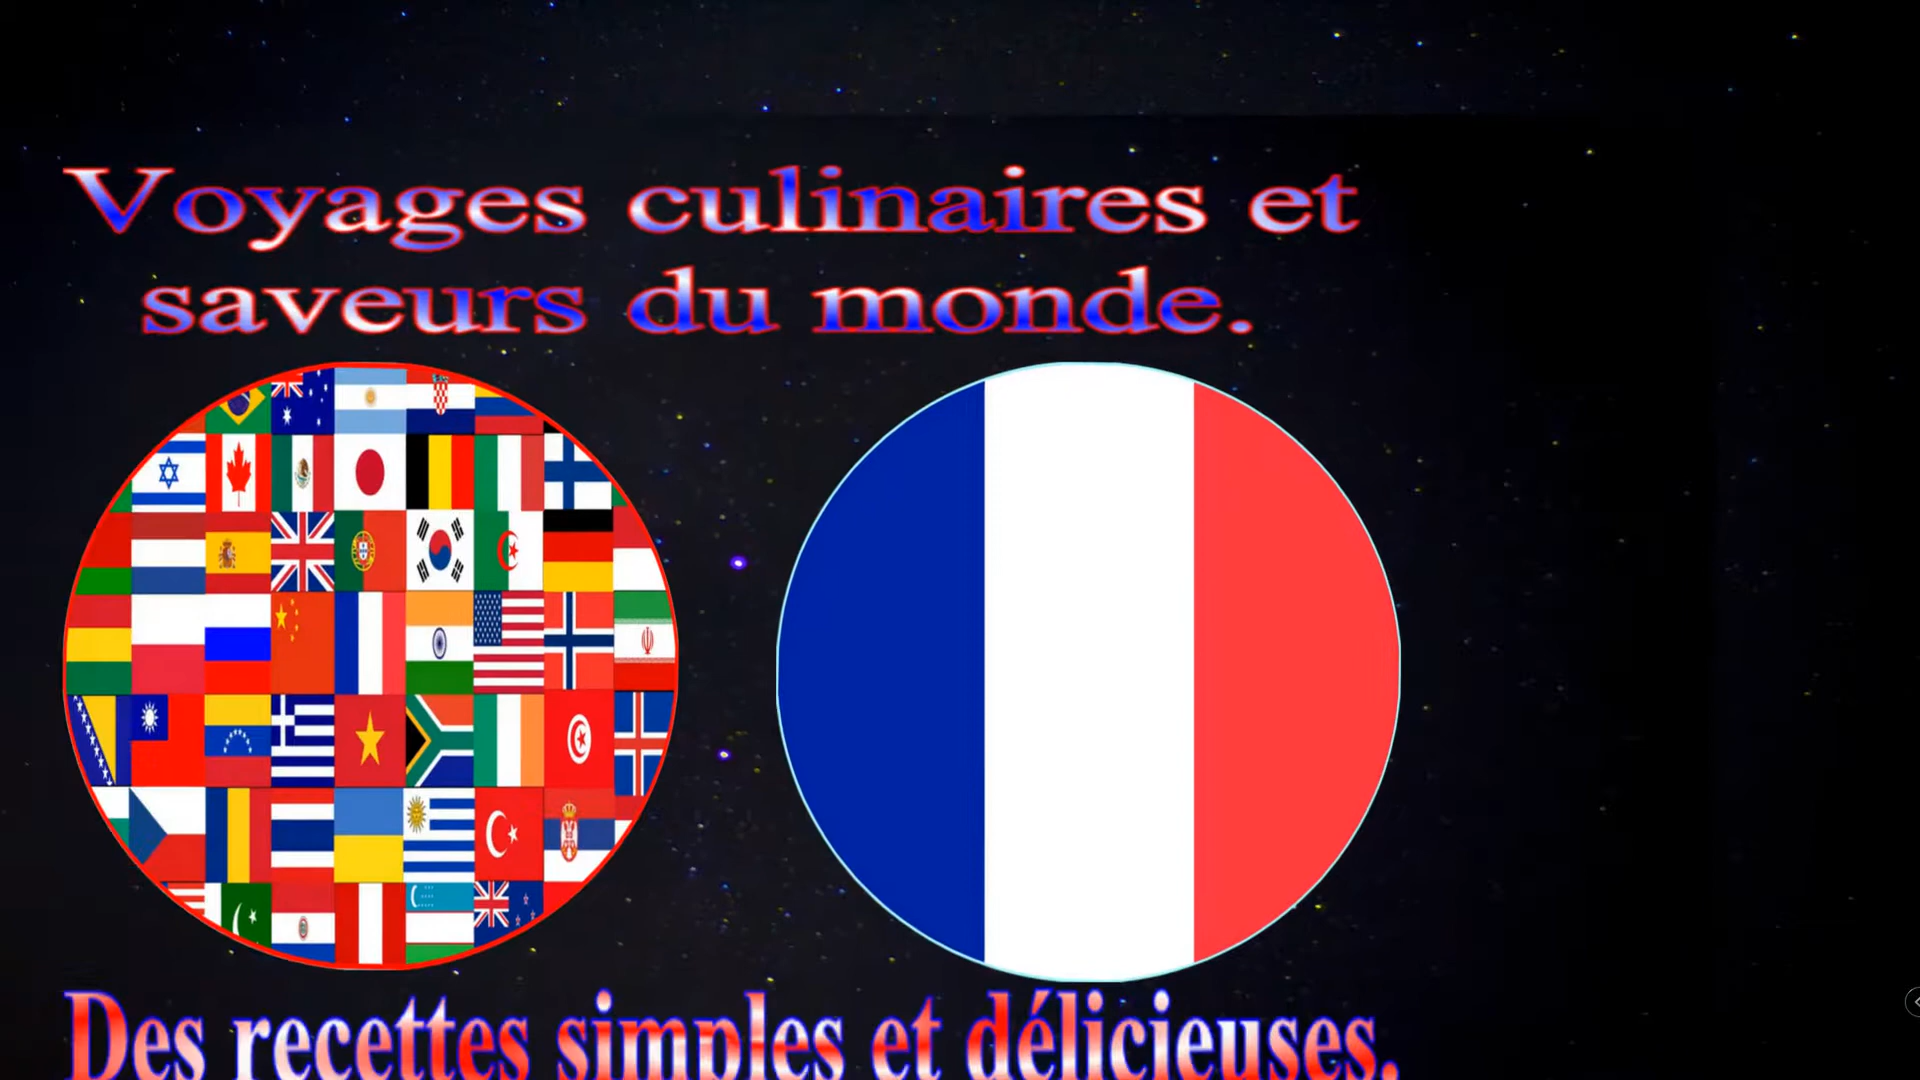 Voyages culinaires et
saveurs du monde.
Des recettes simples et délicieuses.